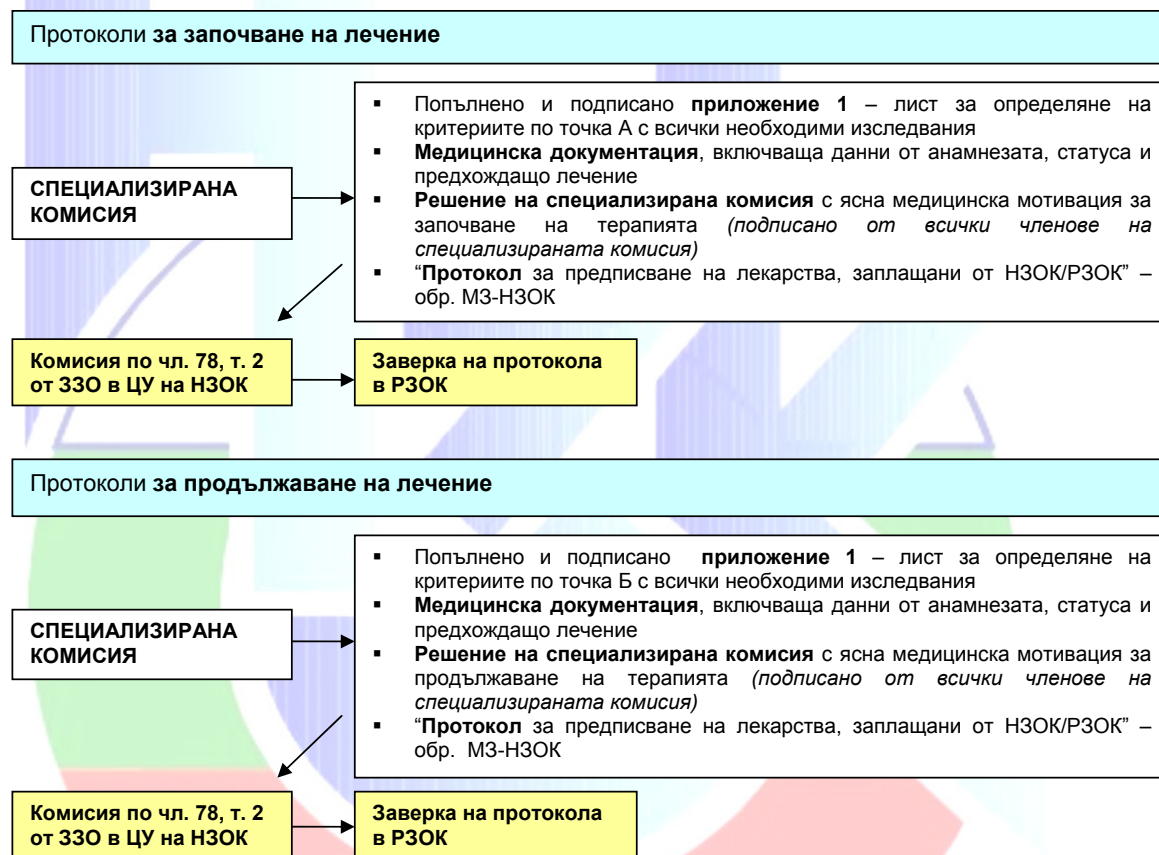 Протоколи за започване на лечение
▪ Попълнено и подписано приложение 1 – лист за определяне на
критериите по точка А с всички необходими изследвания
▪ Медицинска документация, включваща данни от анамнезата, статуса и
предхождащо лечение
▪ Решение на специализирана комисия с ясна медицинска мотивация за
започване на терапията (подписано от всички членове на
специализираната комисия)
▪ “Протокол за предписване на лекарства, заплащани от НЗОК/РЗОК” –
обр. МЗ-НЗОК
СПЕЦИАЛИЗИРАНА
КОМИСИЯ
Комисия по чл. 78, т. 2
от ЗЗО в ЦУ на НЗОК
Заверка на протокола
в РЗОК
Протоколи за продължаване на лечение
▪ Попълнено и подписано приложение 1 – лист за определяне на
критериите по точка Б с всички необходими изследвания
▪ Медицинска документация, включваща данни от анамнезата, статуса и
предхождащо лечение
▪ Решение на специализирана комисия с ясна медицинска мотивация за
продължаване на терапията (подписано от всички членове на
специализираната комисия)
▪ “Протокол за предписване на лекарства, заплащани от НЗОК/РЗОК” –
обр. МЗ-НЗОК
СПЕЦИАЛИЗИРАНА
КОМИСИЯ
Комисия по чл. 78, т. 2
от ЗЗО в ЦУ на НЗОК
Заверка на протокола
в РЗОК